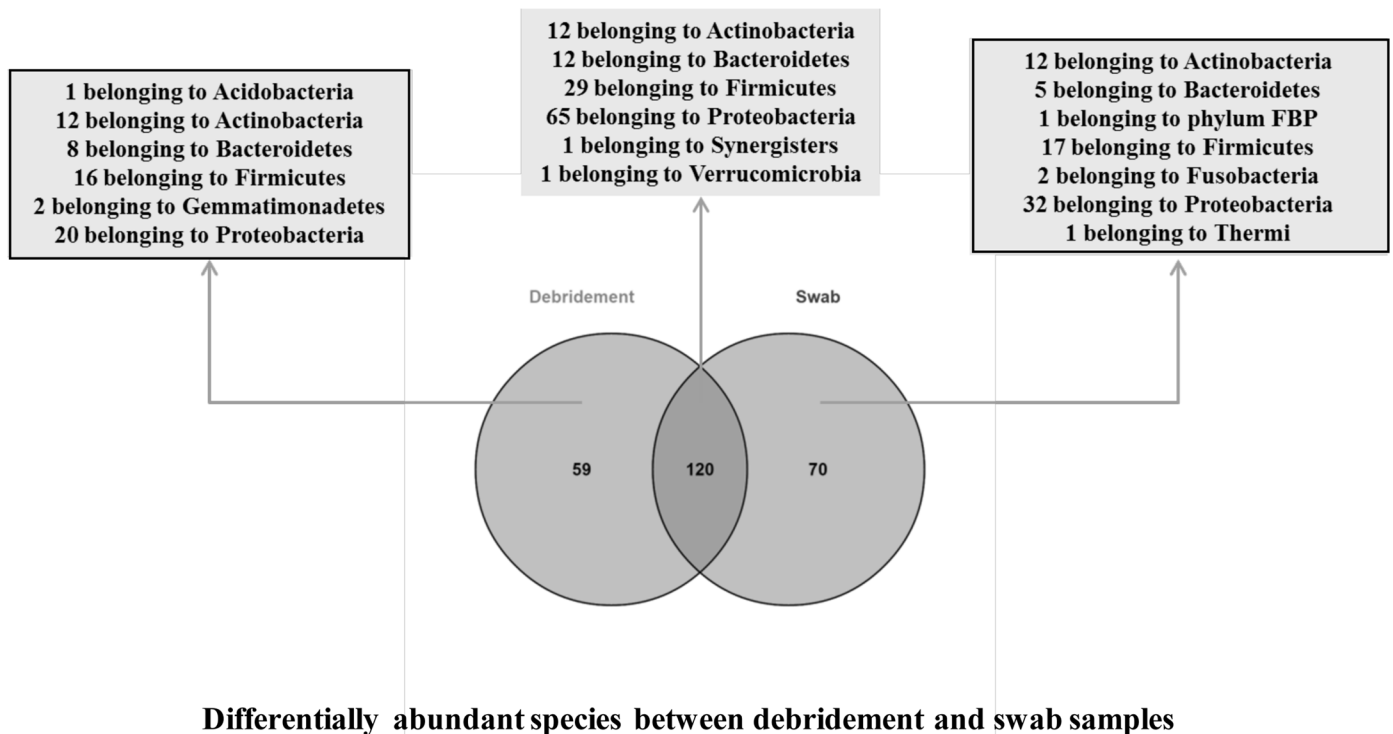 12 belonging to Actinobacteria
12 belonging to Bacteroidetes
29 belonging to Firmicutes
65 belonging to Proteobacteria
1 belonging to Synergisters
1 belonging to Verrucomicrobia
1 belonging to Acidobacteria
12 belonging to Actinobacteria
8 belonging to Bacteroidetes
16 belonging to Firmicutes
2 belonging to Gemmatimonadetes
20 belonging to Proteobacteria
12 belonging to Actinobacteria
5 belonging to Bacteroidetes
1 belonging to phylum FBP
17 belonging to Firmicutes
2 belonging to Fusobacteria
32 belonging to Proteobacteria
1 belonging to Thermi
Debridement
Swab
59
120
70
Differentially abundant species between debridement and swab samples